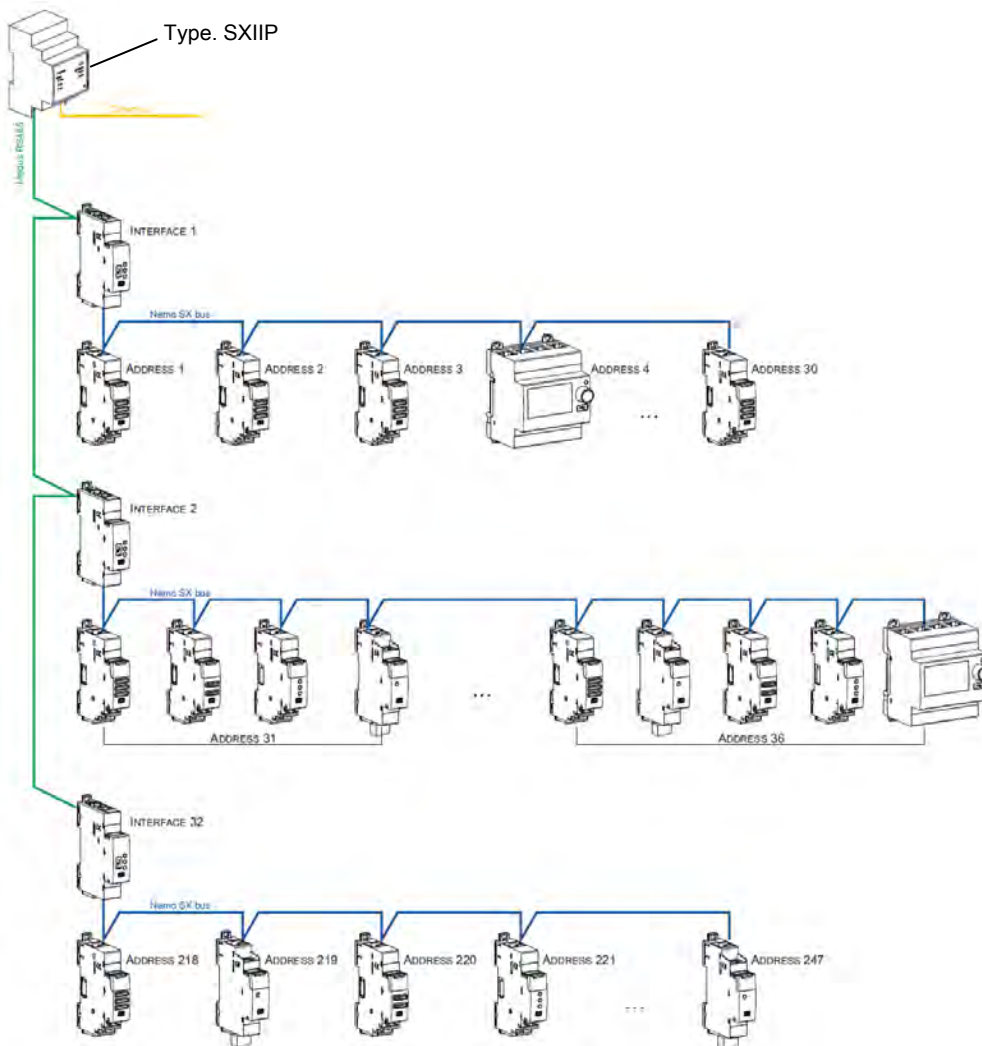 Type. SXIIP
INTERFACE 1
Nemo SX bus
ADDRESS 1
ADDRESS 2
ADDRESS 3
ADDRESS 4
ADDRESS 30
...
INTERFACE 2
Nemo SX bus
...
ADDRESS 31
ADDRESS 36
INTERFACE 32
Nemo SX bus
ADDRESS 218
ADDRESS 219
ADDRESS 220
ADDRESS 221
ADDRESS 247
...